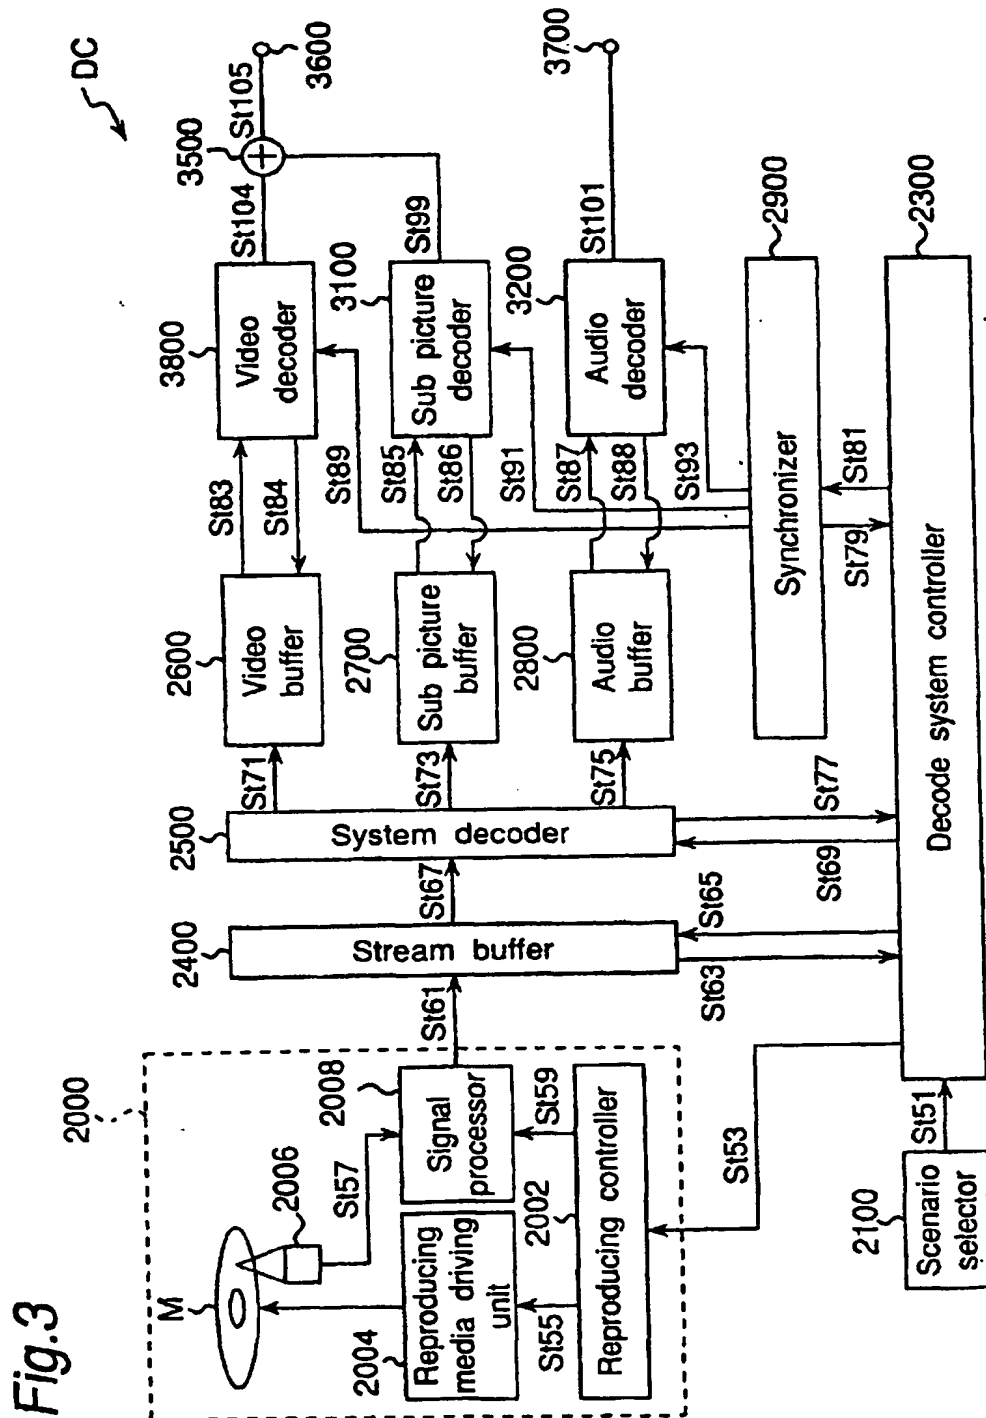 Fig.3
DC
2000
M
2006
St57
2004
Reproducing
media driving
unit
2008
Signal
processor
St55
2002
St59
Reproducing controller
St53
2100
Scenario
selector
St51
St61
2400
Stream buffer
St63
St65
St67
2500
System decoder
St69
St77
St71
St73
St75
2600
Video
buffer
2700
Sub picture
buffer
2800
Audio
buffer
St83
St84
St89
St85
St86
St91
St87
St88
St93
3800
Video
decoder
3100
Sub picture
decoder
3200
Audio
decoder
St104
3500
St105
3600
St99
St101
3700
Synchronizer
2900
St79
St81
Decode system controller
2300